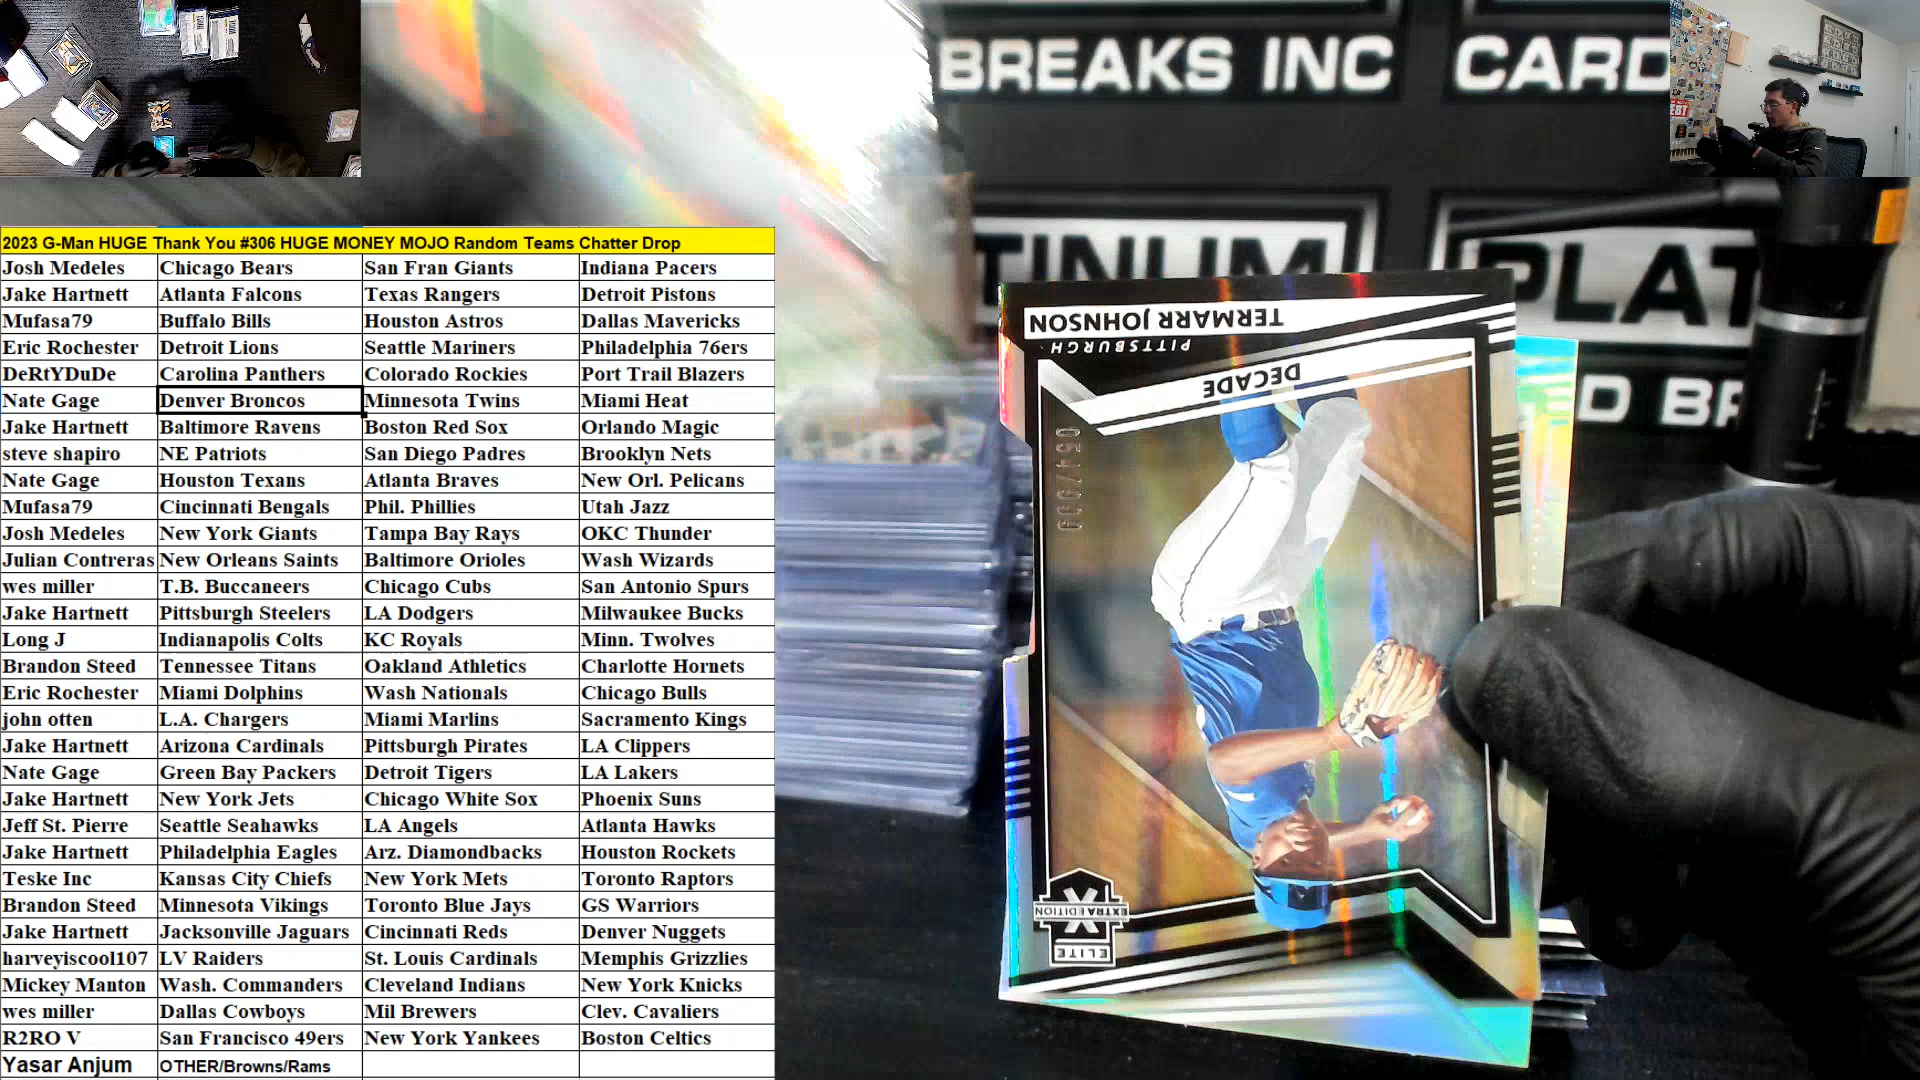 BREAKS INC CARD
TINUM PLAT
D BR
2023 G-Man HUGE Thank You #306 HUGE MONEY MOJO Random Teams Chatter Drop
Josh Medeles Chicago Bears San Fran Giants Indiana Pacers
Jake Hartnett Atlanta Falcons Texas Rangers Detroit Pistons
Mufasa79 Buffalo Bills Houston Astros Dallas Mavericks
Eric Rochester Detroit Lions Seattle Mariners Philadelphia 76ers
DeRtYDuDe Carolina Panthers Colorado Rockies Port Trail Blazers
Nate Gage Denver Broncos Minnesota Twins Miami Heat
Jake Hartnett Baltimore Ravens Boston Red Sox Orlando Magic
steve shapiro NE Patriots San Diego Padres Brooklyn Nets
Nate Gage Houston Texans Atlanta Braves New Orl. Pelicans
Mufasa79 Cincinnati Bengals Phil. Phillies Utah Jazz
Josh Medeles New York Giants Tampa Bay Rays OKC Thunder
Julian Contreras New Orleans Saints Baltimore Orioles Wash Wizards
wes miller T.B. Buccaneers Chicago Cubs San Antonio Spurs
Jake Hartnett Pittsburgh Steelers LA Dodgers Milwaukee Bucks
Long J Indianapolis Colts KC Royals Minn. Twolves
Brandon Steed Tennessee Titans Oakland Athletics Charlotte Hornets
Eric Rochester Miami Dolphins Wash Nationals Chicago Bulls
john otten L.A. Chargers Miami Marlins Sacramento Kings
Jake Hartnett Arizona Cardinals Pittsburgh Pirates LA Clippers
Nate Gage Green Bay Packers Detroit Tigers LA Lakers
Jake Hartnett New York Jets Chicago White Sox Phoenix Suns
Jeff St. Pierre Seattle Seahawks LA Angels Atlanta Hawks
Jake Hartnett Philadelphia Eagles Arz. Diamondbacks Houston Rockets
Teske Inc Kansas City Chiefs New York Mets Toronto Raptors
Brandon Steed Minnesota Vikings Toronto Blue Jays GS Warriors
Jake Hartnett Jacksonville Jaguars Cincinnati Reds Denver Nuggets
harveyiscool107 LV Raiders St. Louis Cardinals Memphis Grizzlies
Mickey Manton Wash. Commanders Cleveland Indians New York Knicks
wes miller Dallas Cowboys Mil Brewers Clev. Cavaliers
R2RO V San Francisco 49ers New York Yankees Boston Celtics
Yasar Anjum OTHER/Browns/Rams
TERMARR JOHNSON
PITTSBURGH
DECADE
054/999
ELITE
EXTRA EDITION